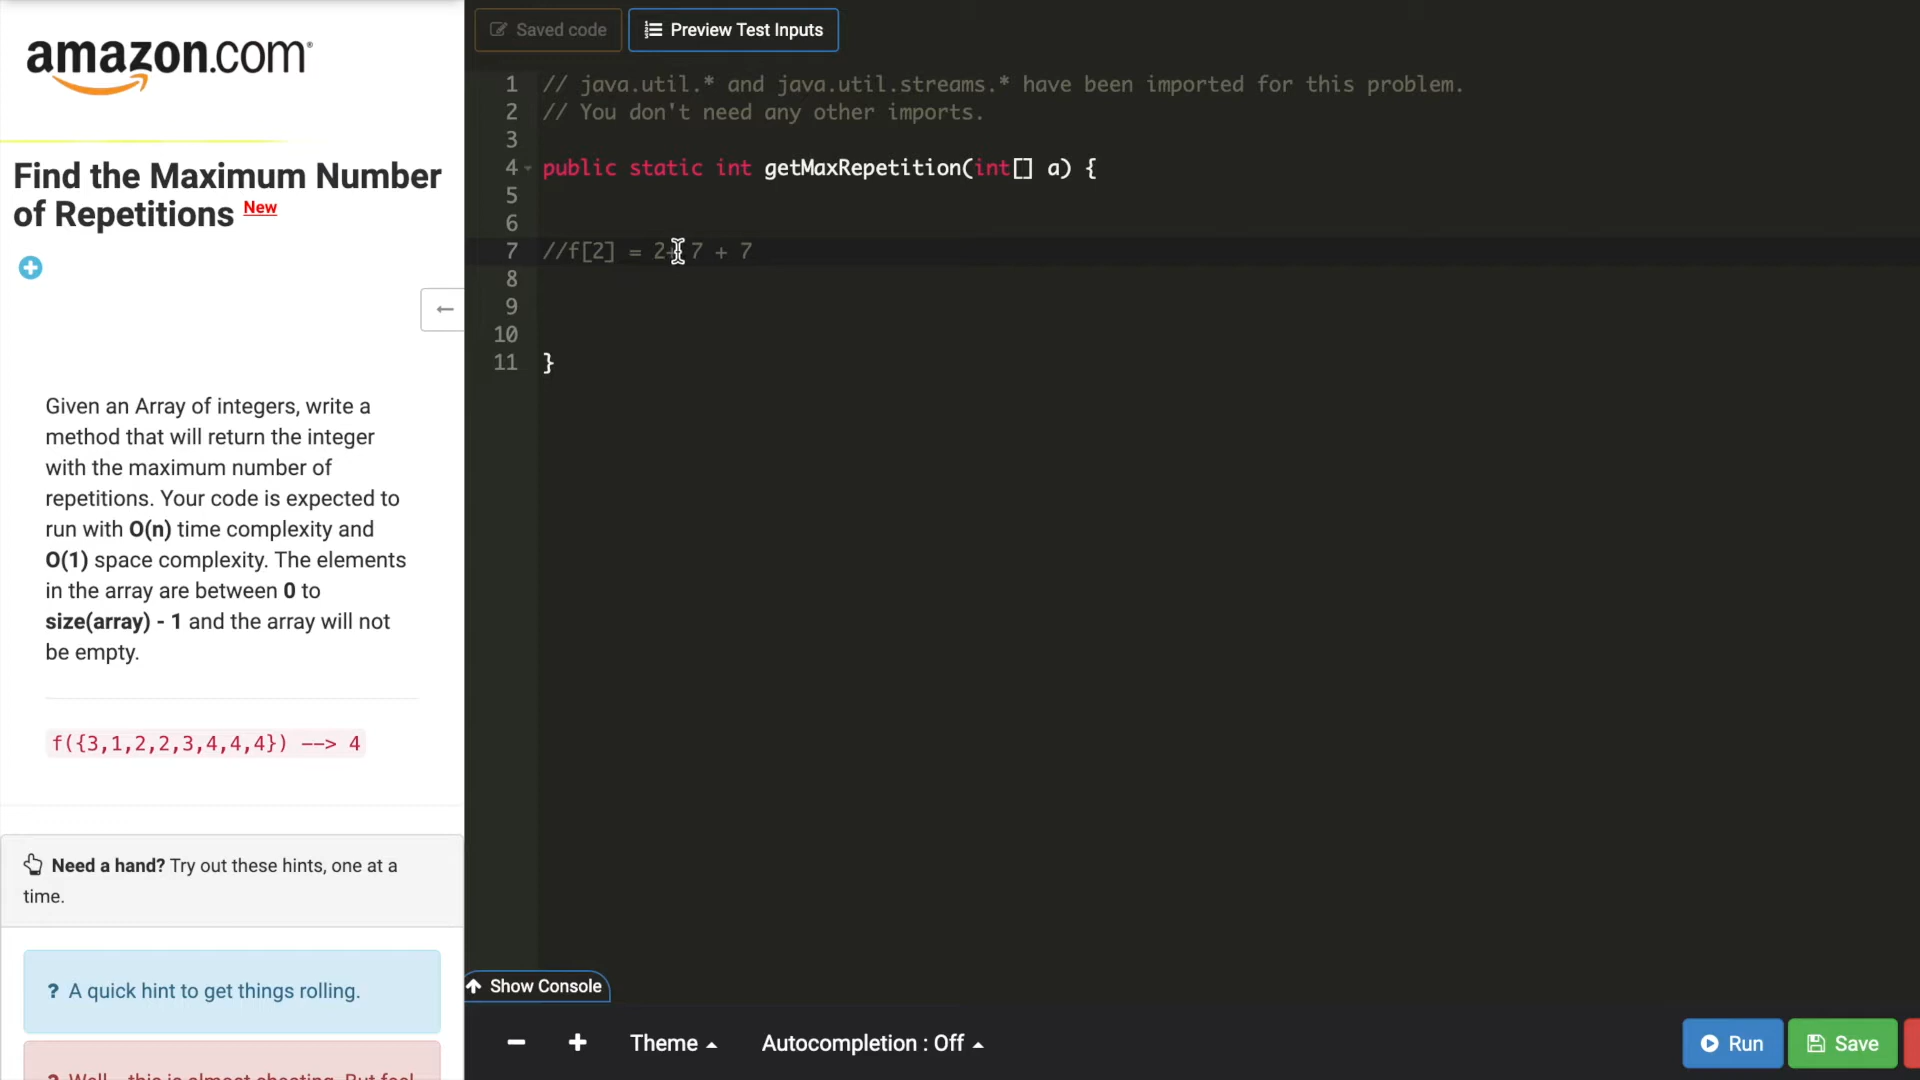 amazon.com
Find the Maximum Number
of Repetitions New
←
Given an Array of integers, write a
method that will return the integer
with the maximum number of
repetitions. Your code is expected to
run with O(n) time complexity and
O(1) space complexity. The elements
in the array are between 0 to
size(array) - 1 and the array will not
be empty.
f({3,1,2,2,3,4,4,4}) --> 4
Need a hand? Try out these hints, one at a
time.
? A quick hint to get things rolling.
? Well... this is almost cheating. But feel
Saved code
Preview Test Inputs
1 // java.util.* and java.util.streams.* have been imported for this problem.
2 // You don't need any other imports.
3
4 public static int getMaxRepetition(int[] a) {
5
6
7 //f[2] = 2+ 7 + 7
8
9
10
11 }
Show Console
− + Theme Autocompletion : Off
Run
Save